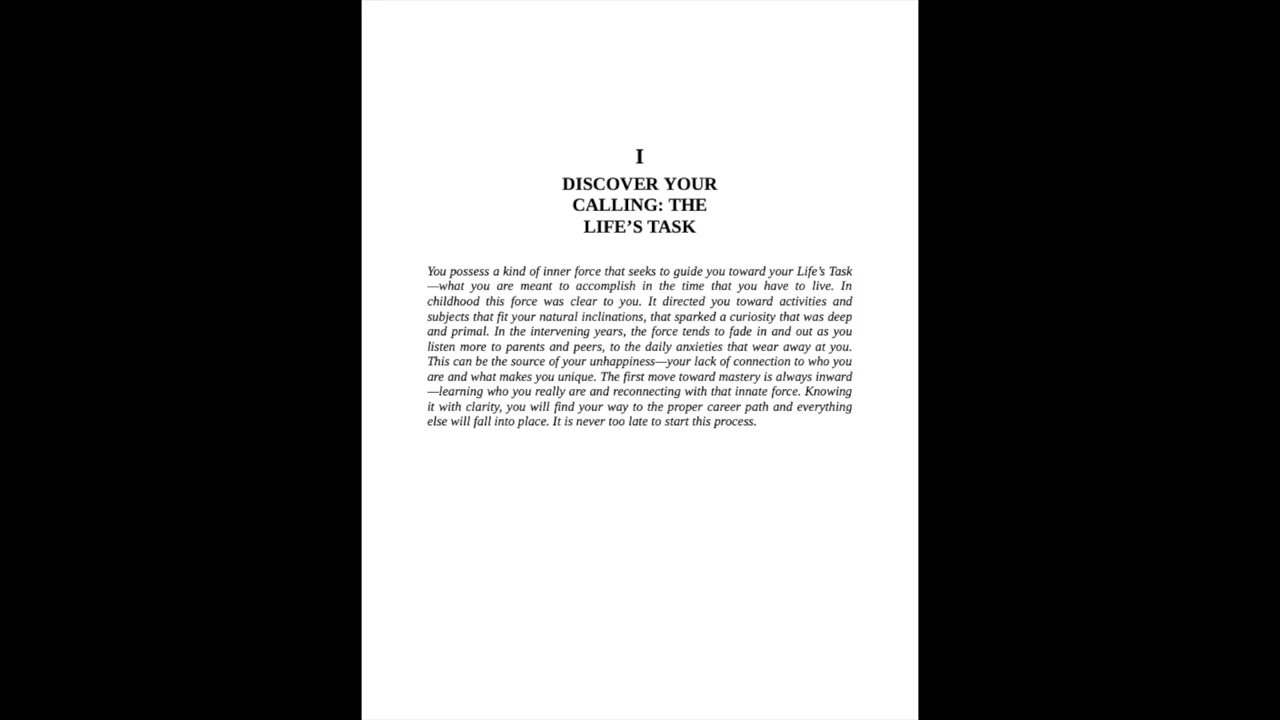 I
DISCOVER YOUR
CALLING: THE
LIFE’S TASK
You possess a kind of inner force that seeks to guide you toward your Life’s Task
—what you are meant to accomplish in the time that you have to live. In
childhood this force was clear to you. It directed you toward activities and
subjects that fit your natural inclinations, that sparked a curiosity that was deep
and primal. In the intervening years, the force tends to fade in and out as you
listen more to parents and peers, to the daily anxieties that wear away at you.
This can be the source of your unhappiness—your lack of connection to who you
are and what makes you unique. The first move toward mastery is always inward
—learning who you really are and reconnecting with that innate force. Knowing
it with clarity, you will find your way to the proper career path and everything
else will fall into place. It is never too late to start this process.